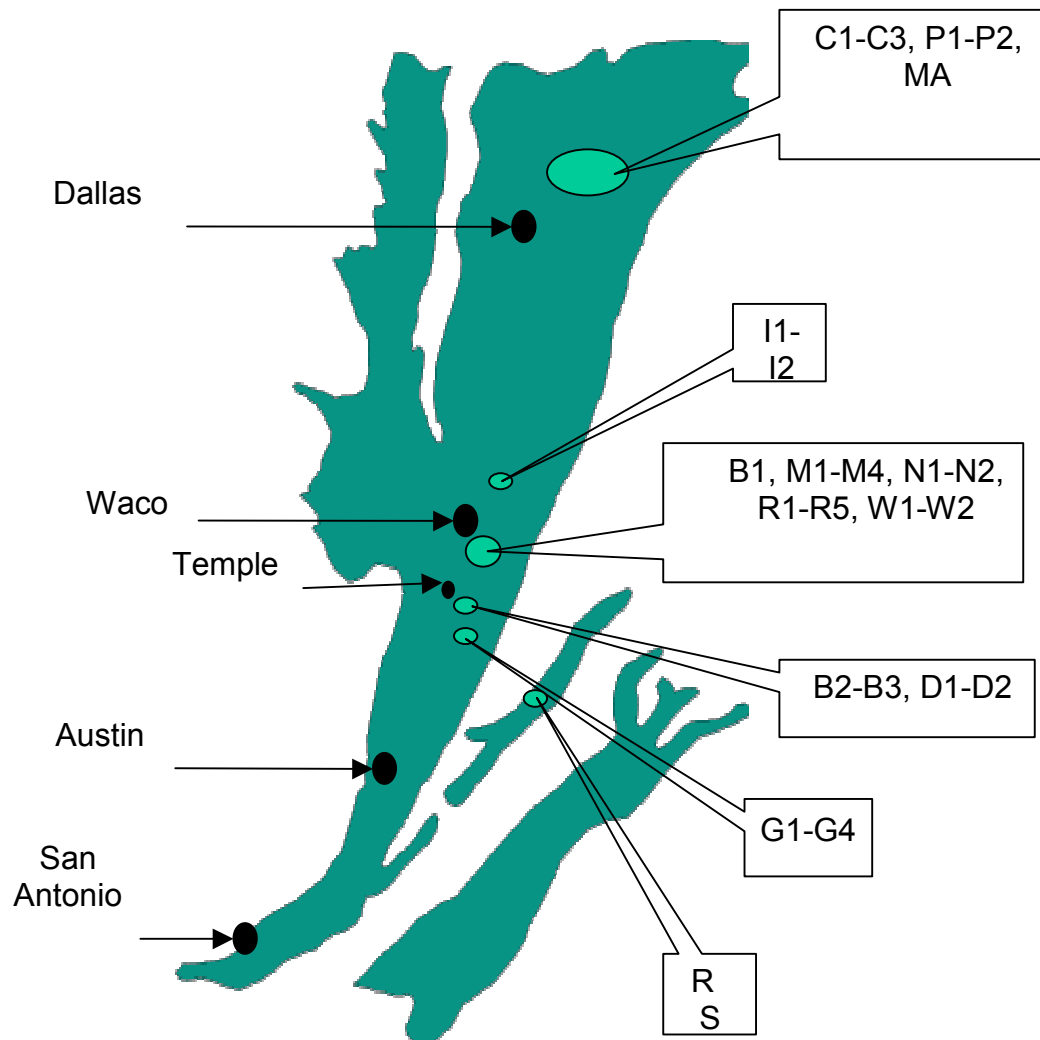 C1-C3, P1-P2,
MA
Dallas
I1-
I2
B1, M1-M4, N1-N2,
R1-R5, W1-W2
Waco
Temple
B2-B3, D1-D2
Austin
G1-G4
San
Antonio
R
S